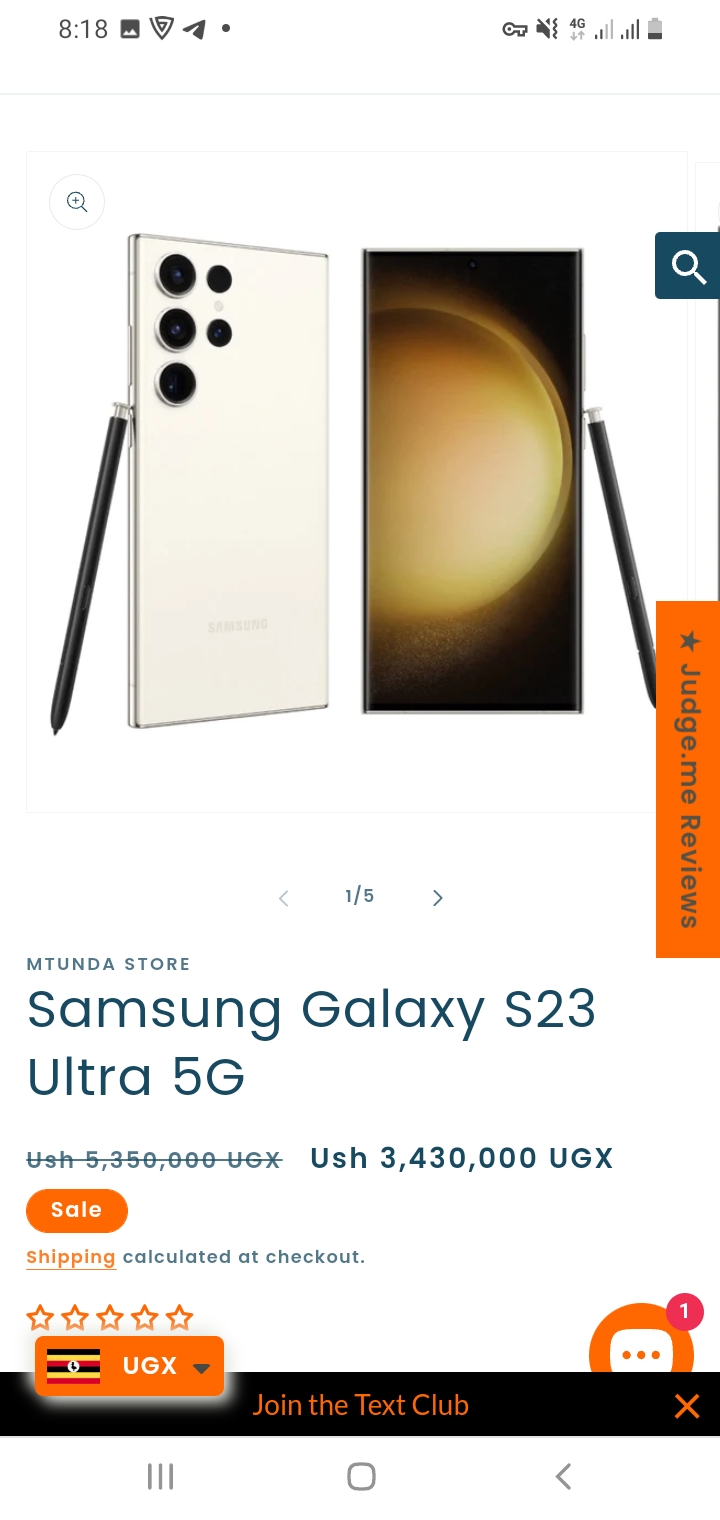 8:18
4G
SAMSUNG
★ Judge.me Reviews
1/5
MTUNDA STORE
Samsung Galaxy S23
Ultra 5G
Ush 5,350,000 UGX Ush 3,430,000 UGX
Sale
Shipping calculated at checkout.
1
UGX
Join the Text Club